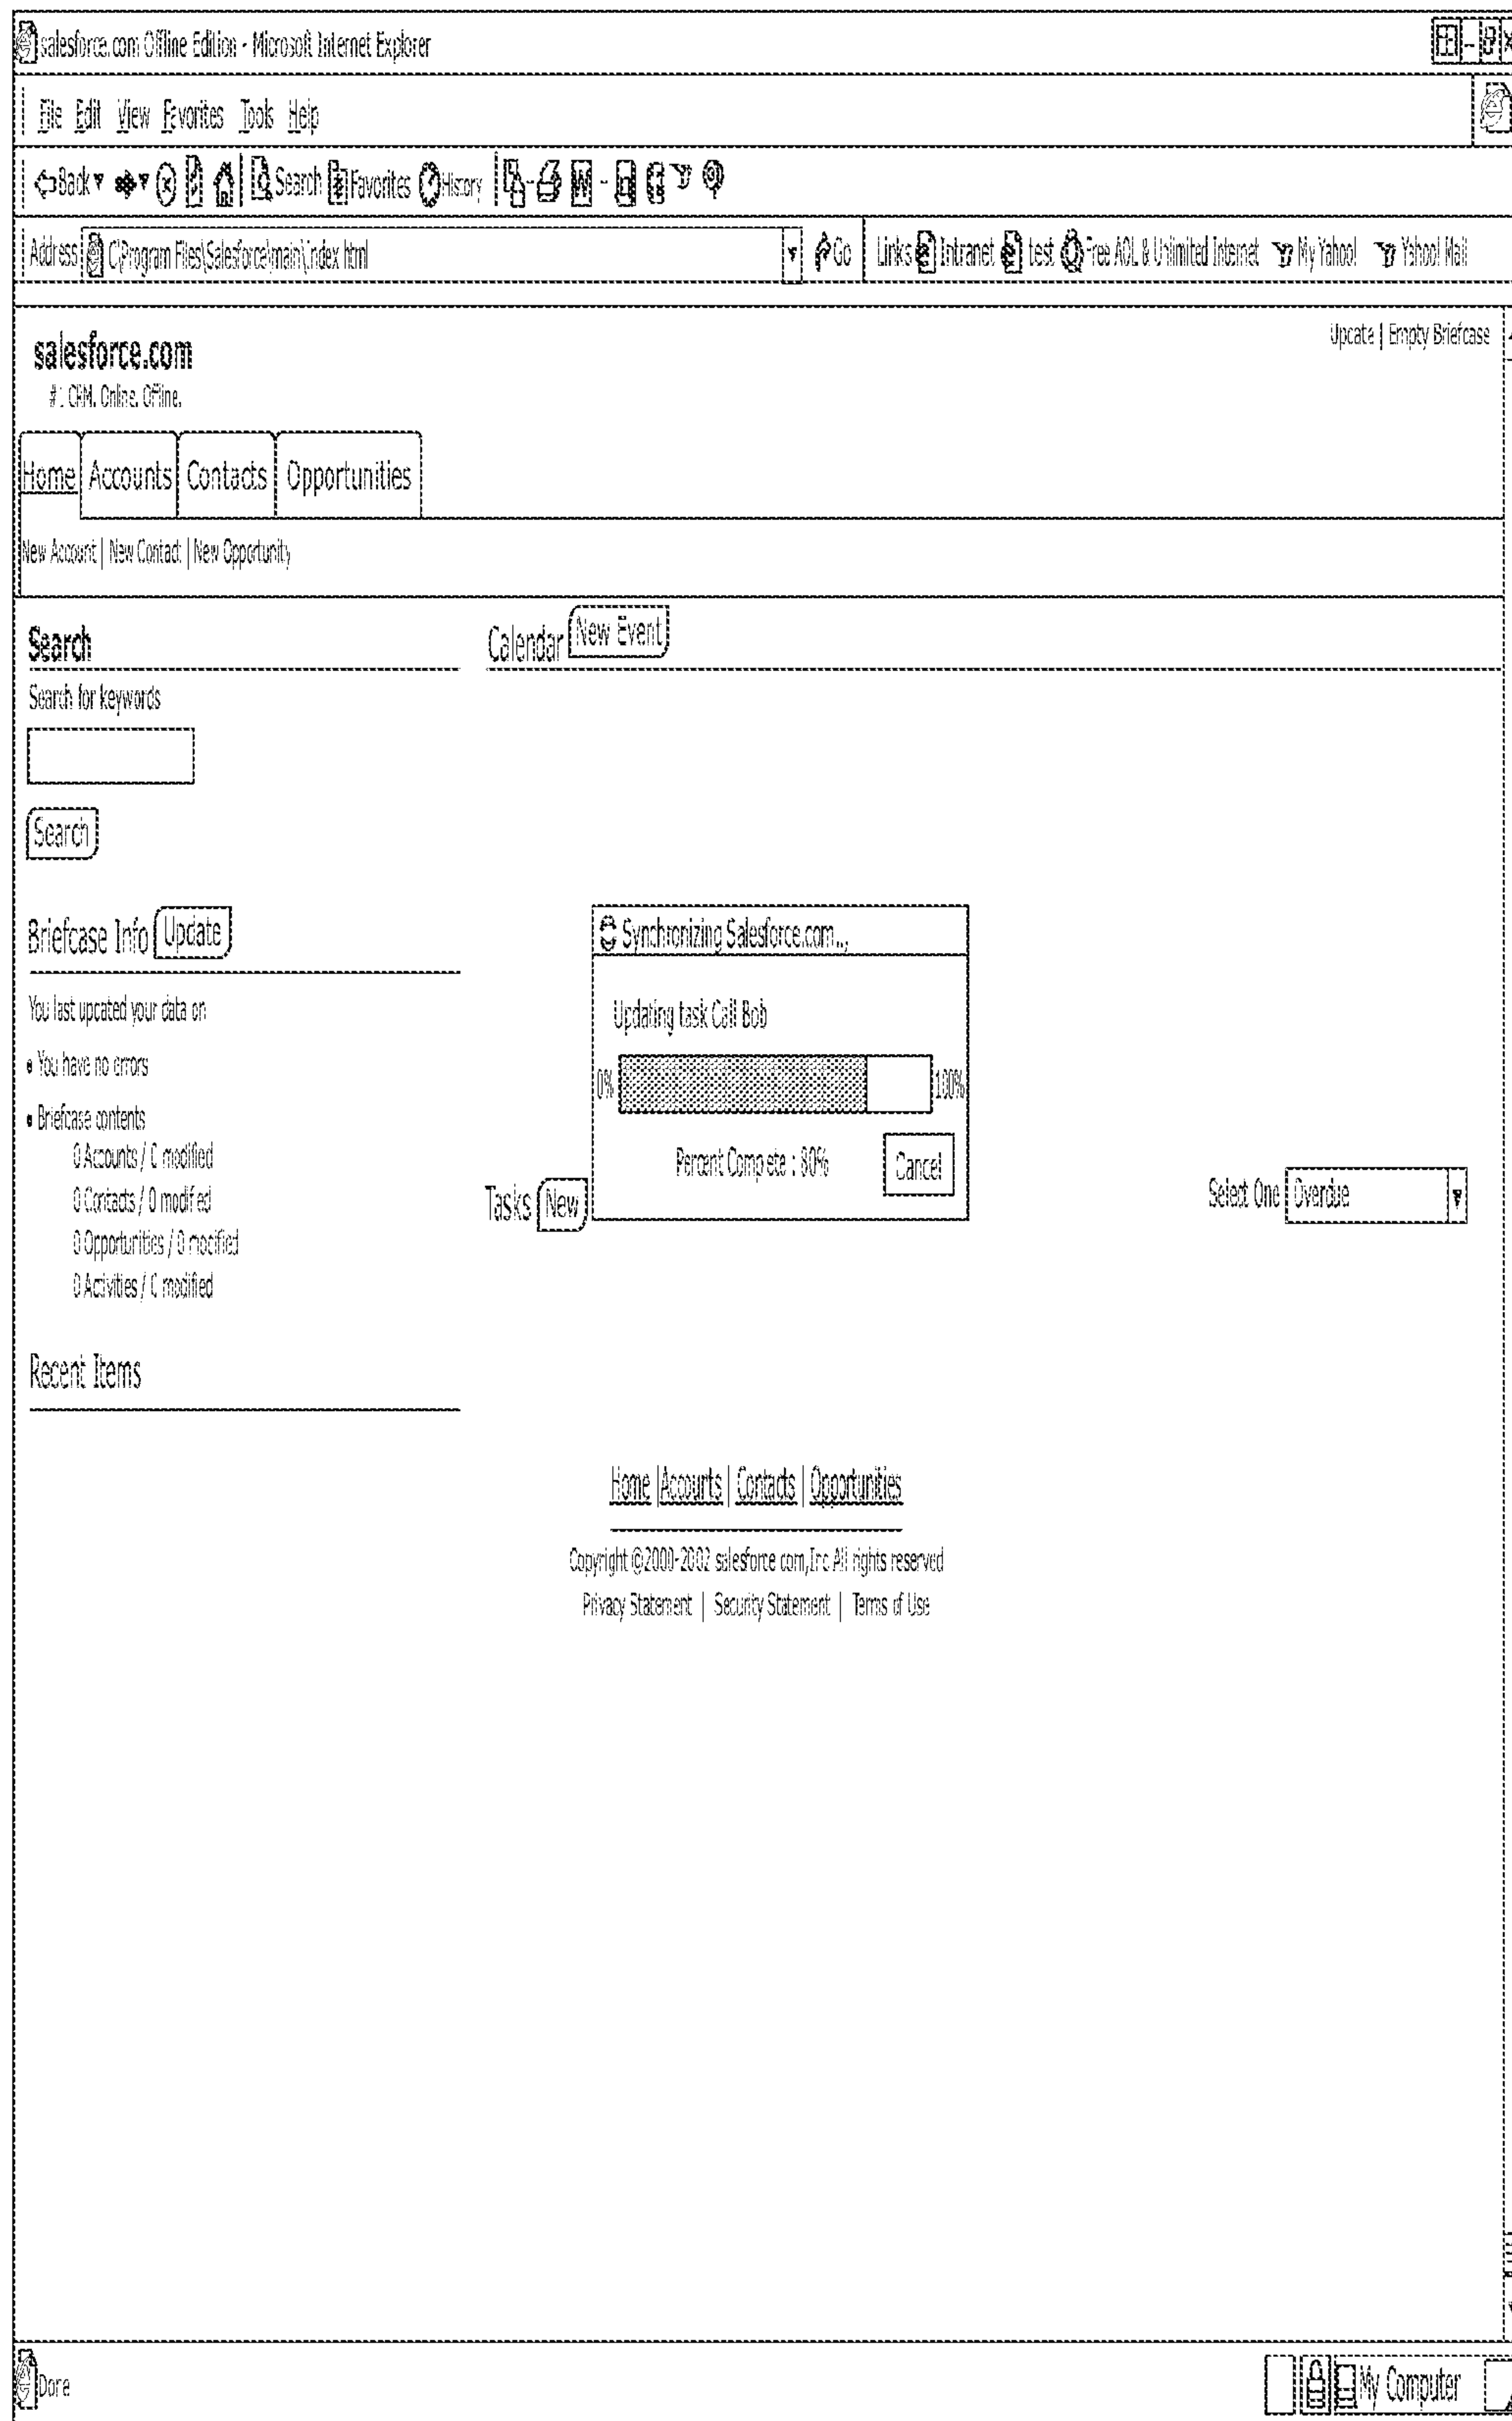 salesforce.com Offline Edition - Microsoft Internet Explorer
File Edit View Favorites Tools Help
Back Search Favorites History W
Address C:\Program Files\Salesforce\main\index html Go Links Intranet test Free AOL & Unlimited Internet My Yahoo! Yahoo! Mail
Update | Empty Briefcase
salesforce.com
#1 CRM. Online. Offline.
Home Accounts Contacts Opportunities
New Account | New Contact | New Opportunity
Search
Calendar New Event
Search for keywords
Search
Briefcase Info Update
Synchronizing Salesforce.com...
You last updated your data on
Updating task Call Bob
• You have no errors
0% 100%
• Briefcase contents
0 Accounts / 0 modified
Percent Complete : 80% Cancel
0 Contacts / 0 modified
Tasks New
Select One Overdue
0 Opportunities / 0 modified
0 Activities / 0 modified
Recent Items
Home | Accounts | Contacts | Opportunities
Copyright ©2000-2002 salesforce com,Inc All rights reserved
Privacy Statement | Security Statement | Terms of Use
Done
My Computer